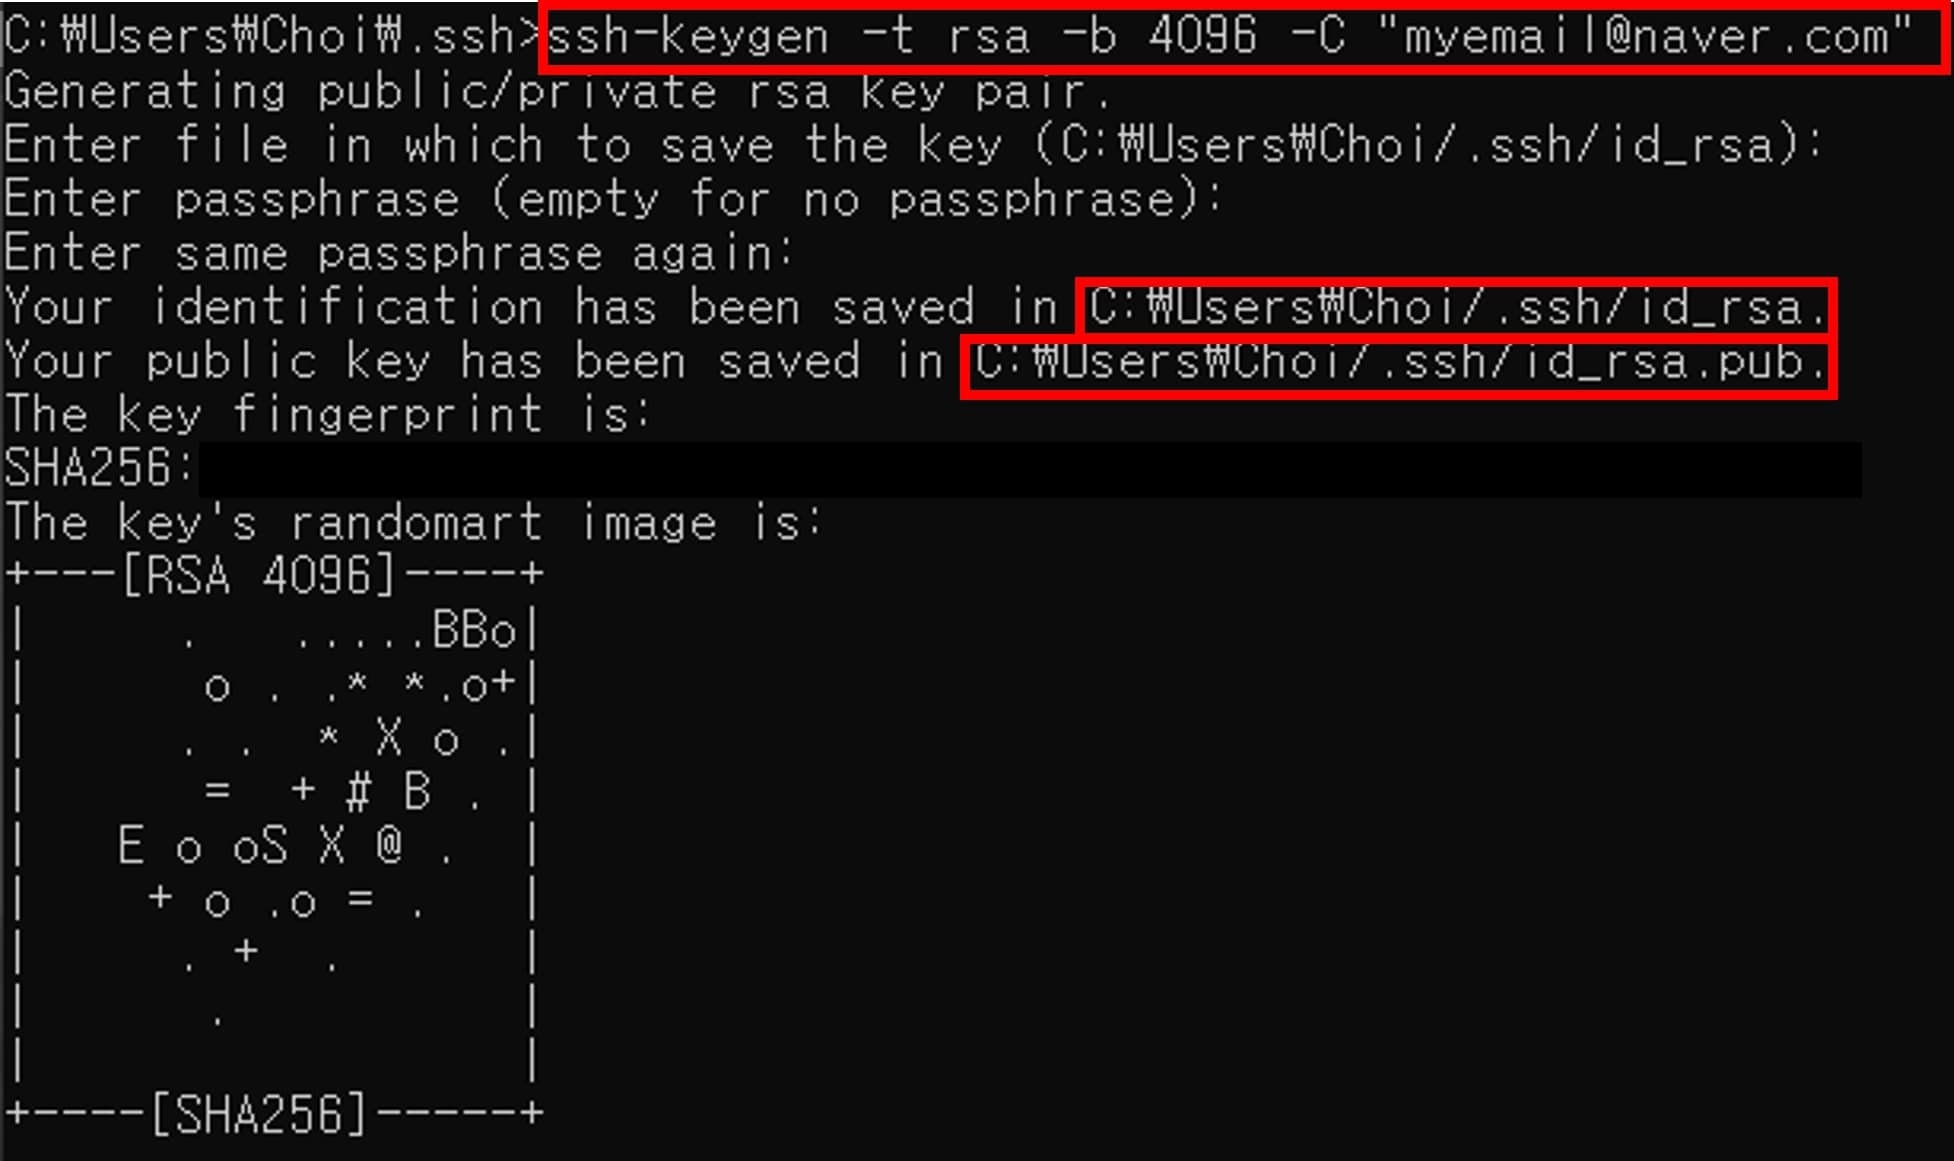 C:₩Users₩Choi₩.ssh>ssh-keygen -t rsa -b 4096 -C "myemail@naver.com"
Generating public/private rsa key pair.
Enter file in which to save the key (C:₩Users₩Choi/.ssh/id_rsa):
Enter passphrase (empty for no passphrase):
Enter same passphrase again:
Your identification has been saved in C:₩Users₩Choi/.ssh/id_rsa.
Your public key has been saved in C:₩Users₩Choi/.ssh/id_rsa.pub.
The key fingerprint is:
SHA256:
The key's randomart image is:
+---[RSA 4096]----+
|      .   .....BBo|
|       o . .* *.o+|
|      . .  * X o .|
|       =  + # B . |
|    E o oS X @ .  |
|     + o .o = .   |
|      . +  .      |
|       .          |
|                  |
+----[SHA256]-----+